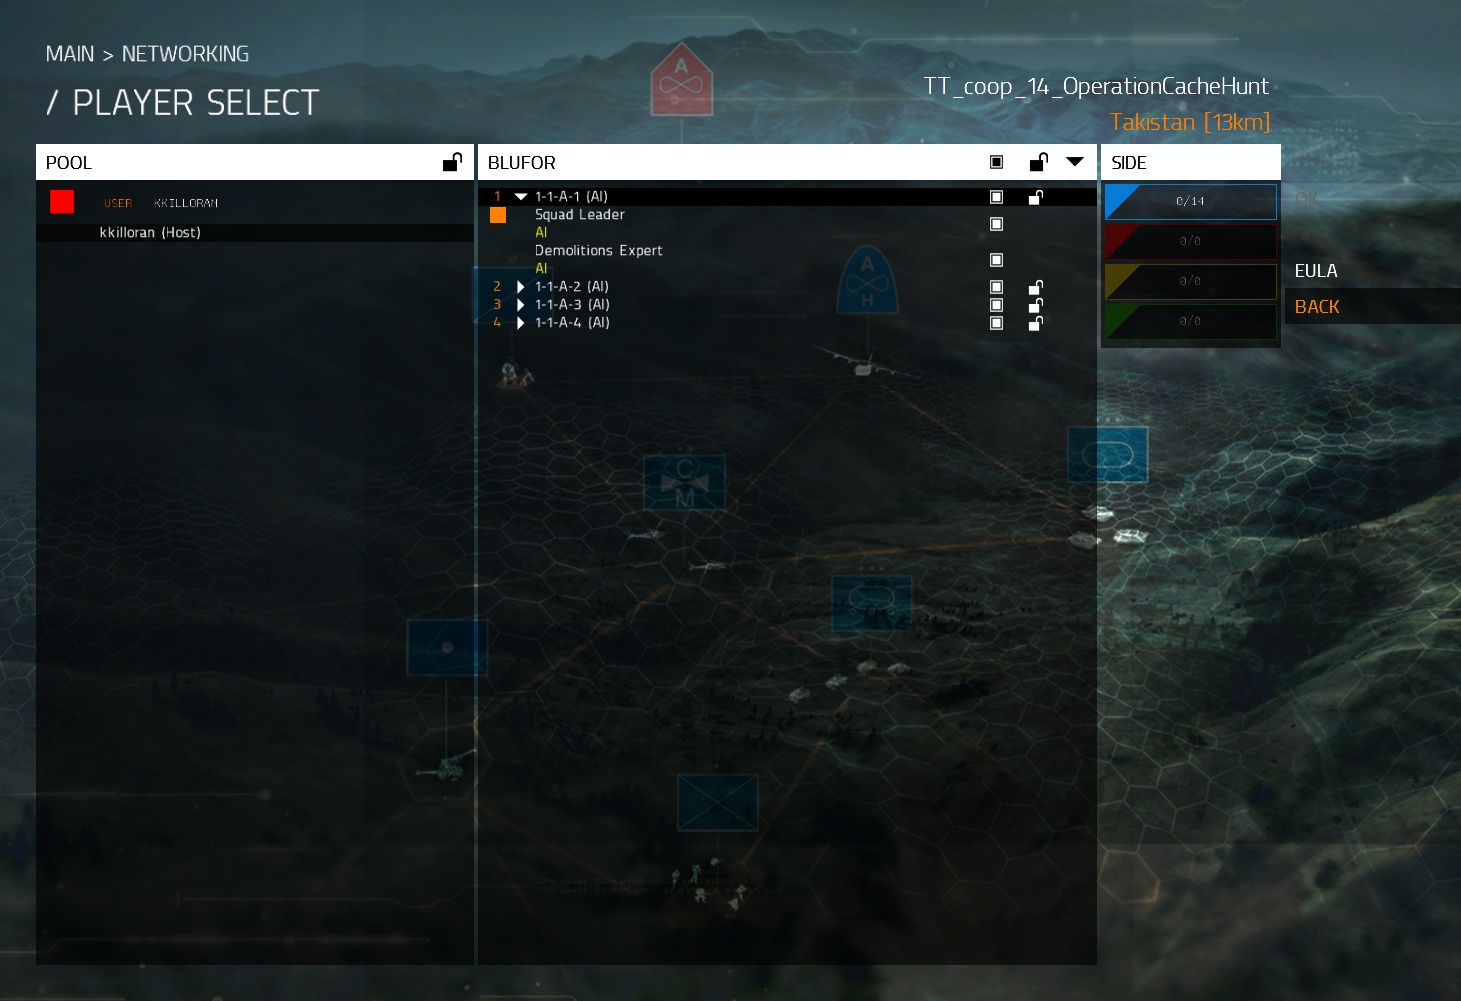 MAIN > NETWORKING
/ PLAYER SELECT
TT_coop_14_OperationCacheHunt
Takistan [13km]
POOL
USER KKILLORAN
kkilloran (Host)
BLUFOR
1 1-1-A-1 (AI)
Squad Leader
AI
Demolitions Expert
AI
2 1-1-A-2 (AI)
3 1-1-A-3 (AI)
4 1-1-A-4 (AI)
SIDE
0/14
0/0
0/0
0/0
OK
EULA
BACK
A
A
H
C
M